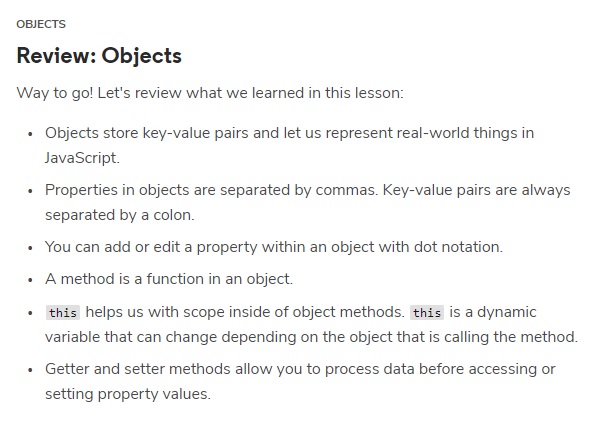 OBJECTS
Review: Objects
Way to go! Let's review what we learned in this lesson:
• Objects store key-value pairs and let us represent real-world things in
JavaScript.
• Properties in objects are separated by commas. Key-value pairs are always
separated by a colon.
• You can add or edit a property within an object with dot notation.
• A method is a function in an object.
• this helps us with scope inside of object methods. this is a dynamic
variable that can change depending on the object that is calling the method.
• Getter and setter methods allow you to process data before accessing or
setting property values.